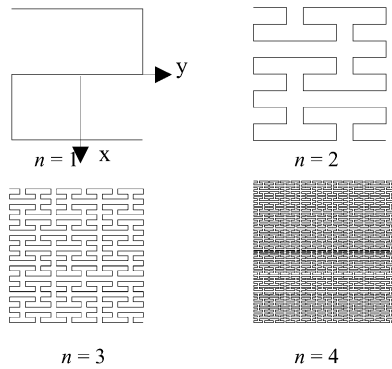 y
x
n = 1
n = 2
n = 3
n = 4